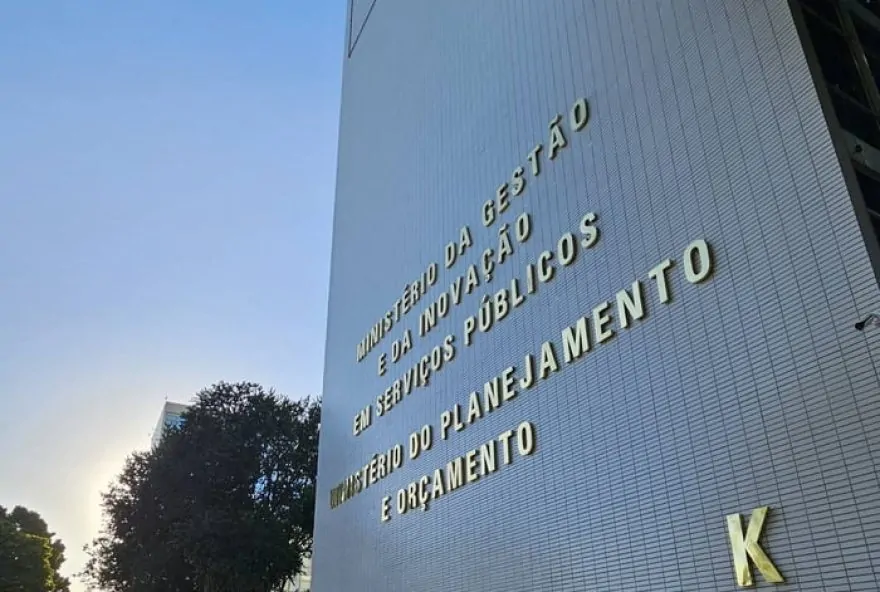 MINISTÉRIO DA GESTÃO
E DA INOVAÇÃO
EM SERVIÇOS PÚBLICOS
MINISTÉRIO DO PLANEJAMENTO
E ORÇAMENTO
K